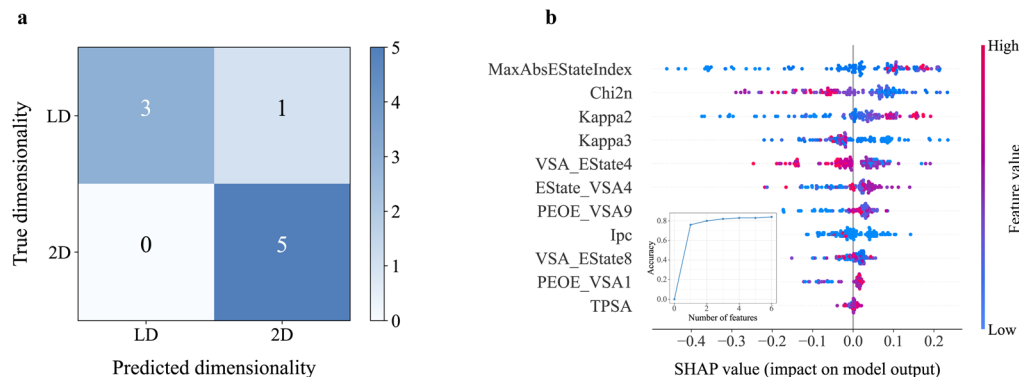 a
True dimensionality
LD
2D
3
1
0
5
LD
2D
Predicted dimensionality
5
4
3
2
1
0
b
MaxAbsEStateIndex
Chi2n
Kappa2
Kappa3
VSA_EState4
EState_VSA4
PEOE_VSA9
Ipc
VSA_EState8
PEOE_VSA1
TPSA
Accuracy
0.8
0.6
0.4
0.2
0.0
0 2 4 6
Number of features
−0.4 −0.3 −0.2 −0.1 0.0 0.1 0.2
SHAP value (impact on model output)
High
Feature value
Low